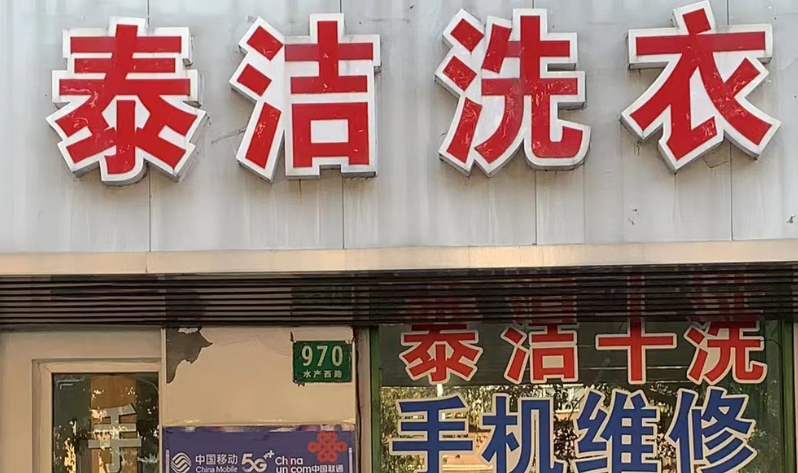 泰洁洗衣
970
水产西路
泰洁干洗
手机维修
中国移动
China Mobile
5G++
China
unicom中国联通